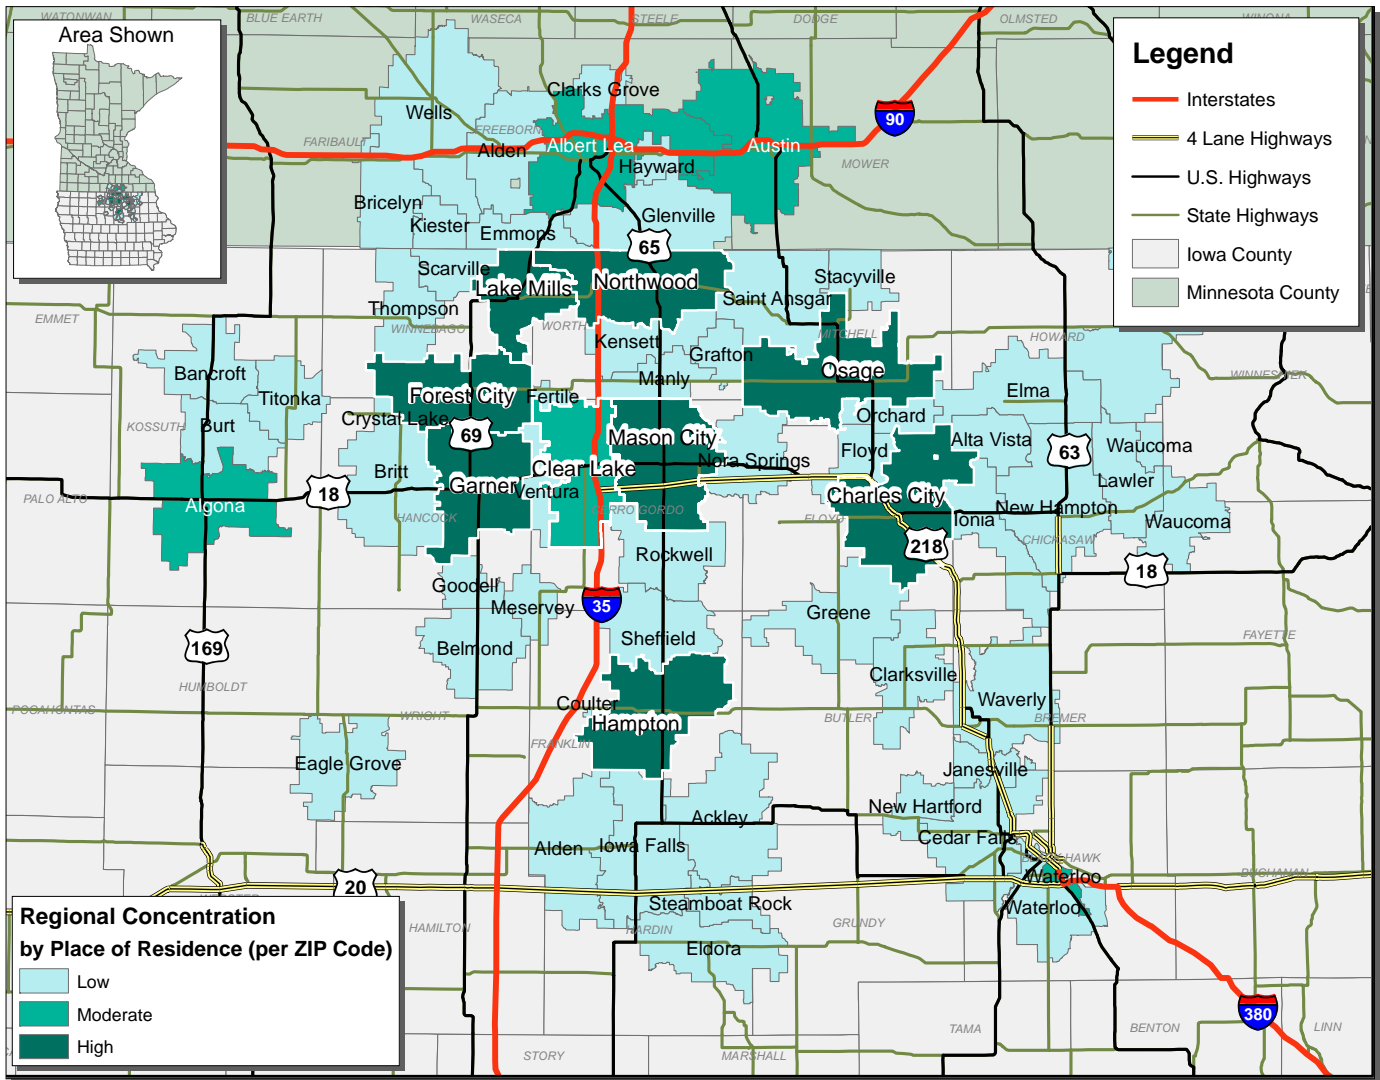 WATONWAN
BLUE EARTH
WASECA
STEELE
DODGE
OLMSTED
WINONA
Area Shown
Legend
Interstates
4 Lane Highways
U.S. Highways
State Highways
Iowa County
Minnesota County
Clarks Grove
Wells
90
FREEBORN
FARIBAULT
Alden
Albert Lea
Austin
MOWER
Hayward
Bricelyn
Glenville
Kiester
Emmons
65
Scarville
Stacyville
Lake Mills
Northwood
Saint Ansgar
Thompson
EMMET
WINNEBAGO
WORTH
MITCHELL
HOWARD
Kensett
Grafton
Bancroft
Osage
WINNESHIEK
Manly
Elma
Titonka
Forest City
Fertile
Crystal Lake
Orchard
KOSSUTH
Burt
69
Mason City
Alta Vista
Waucoma
Floyd
63
Nora Springs
Britt
Clear Lake
Lawler
18
Garner
Ventura
Charles City
PALO ALTO
Algona
CERRO GORDO
New Hampton
HANCOCK
FLOYD
Ionia
Waucoma
CHICKASAW
218
Rockwell
18
Goodell
Meservey
35
Greene
FAYETTE
169
Sheffield
Belmond
Clarksville
HUMBOLDT
Waverly
Coulter
POCAHONTAS
WRIGHT
BUTLER
BREMER
Hampton
FRANKLIN
Eagle Grove
Janesville
New Hartford
Ackley
Cedar Falls
Alden
Iowa Falls
20
Waterloo
BUCHANAN
Steamboat Rock
Waterloo
GRUNDY
HAMILTON
HARDIN
Eldora
Regional Concentration
by Place of Residence (per ZIP Code)
Low
Moderate
High
380
TAMA
BENTON
LINN
STORY
MARSHALL